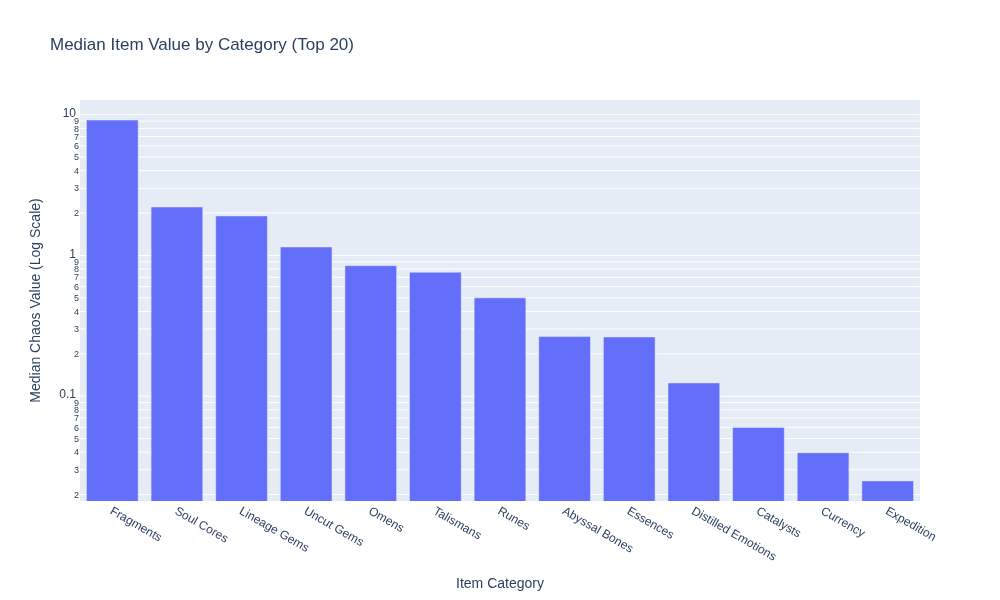 Median Item Value by Category (Top 20)
Median Chaos Value (Log Scale)
10
9
8
7
6
5
4
3
2
1
9
8
7
6
5
4
3
2
0.1
9
8
7
6
5
4
3
2
Fragments
Soul Cores
Lineage Gems
Uncut Gems
Omens
Talismans
Runes
Abyssal Bones
Essences
Distilled Emotions
Catalysts
Currency
Expedition
Item Category